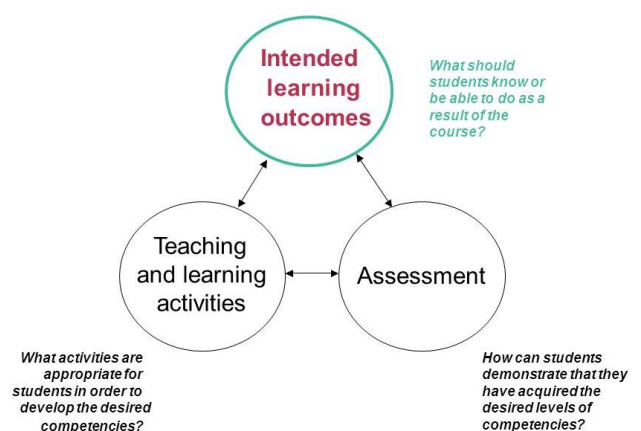 Intended
learning
outcomes
What should
students know or
be able to do as a
result of the
course?
Teaching
and learning
activities
Assessment
What activities are
appropriate for
students in order to
develop the desired
competencies?
How can students
demonstrate that they
have acquired the
desired levels of
competencies?